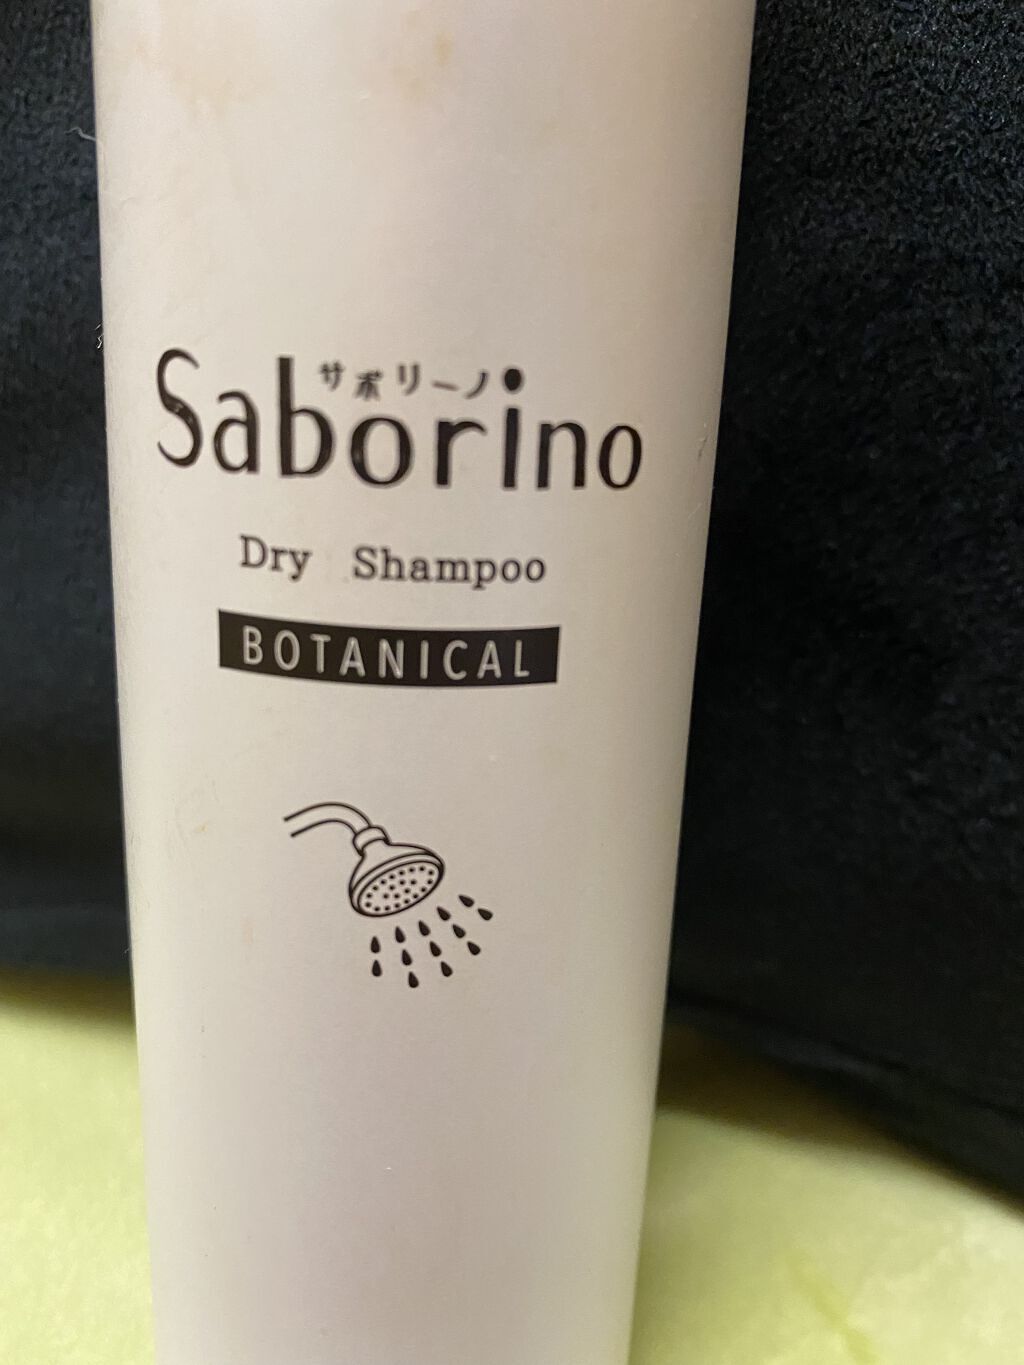 サボリーノ
Saborino
Dry Shampoo
BOTANICAL